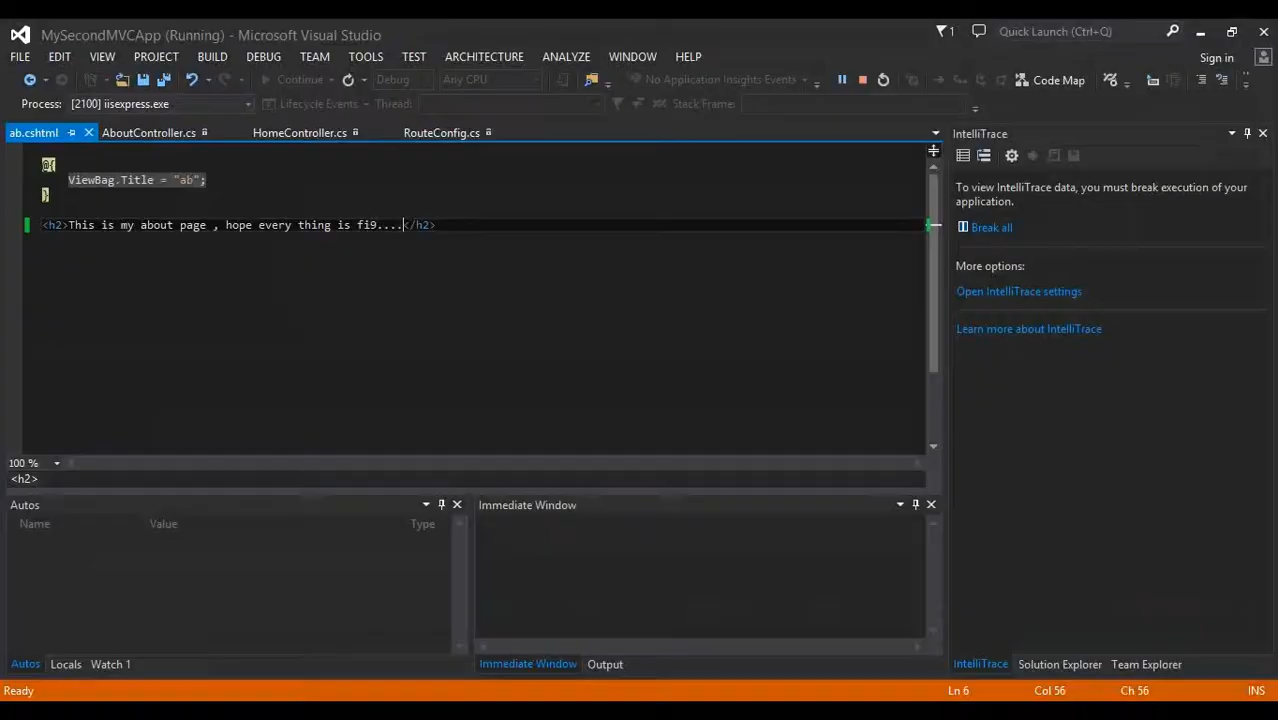 MySecondMVCApp (Running) - Microsoft Visual Studio
1
Quick Launch (Ctrl+Q)
FILE EDIT VIEW PROJECT BUILD DEBUG TEAM TOOLS TEST ARCHITECTURE ANALYZE WINDOW HELP
Sign in
Continue Debug Any CPU No Application Insights Events Code Map
Process: [2100] iisexpress.exe Lifecycle Events Thread: Stack Frame:
ab.cshtml AboutController.cs HomeController.cs RouteConfig.cs
IntelliTrace
@{
ViewBag.Title = "ab";
}
<h2>This is my about page , hope every thing is fi9....</h2>
To view IntelliTrace data, you must break execution of your
application.
Break all
More options:
Open IntelliTrace settings
Learn more about IntelliTrace
100 %
<h2>
Autos
Name Value Type
Immediate Window
Autos Locals Watch 1
Immediate Window Output
IntelliTrace Solution Explorer Team Explorer
Ready
Ln 6 Col 56 Ch 56 INS